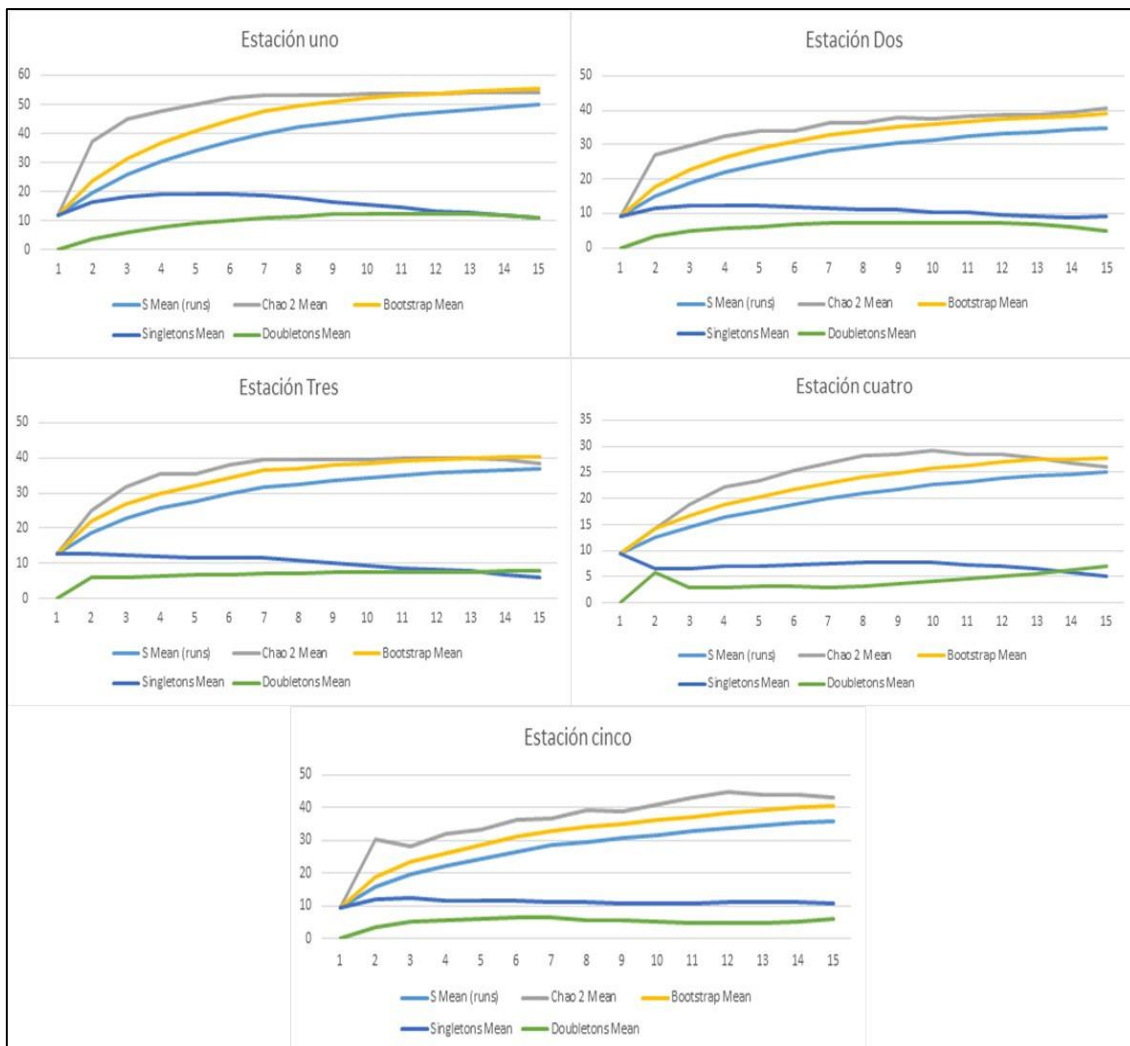 Estación uno
60
50
40
30
20
10
0
1 2 3 4 5 6 7 8 9 10 11 12 13 14 15
S Mean (runs) Chao 2 Mean Bootstrap Mean
Singletons Mean Doubletons Mean
Estación Dos
50
40
30
20
10
0
1 2 3 4 5 6 7 8 9 10 11 12 13 14 15
S Mean (runs) Chao 2 Mean Bootstrap Mean
Singletons Mean Doubletons Mean
Estación Tres
50
40
30
20
10
0
1 2 3 4 5 6 7 8 9 10 11 12 13 14 15
S Mean (runs) Chao 2 Mean Bootstrap Mean
Singletons Mean Doubletons Mean
Estación cuatro
35
30
25
20
15
10
5
0
1 2 3 4 5 6 7 8 9 10 11 12 13 14 15
S Mean (runs) Chao 2 Mean Bootstrap Mean
Singletons Mean Doubletons Mean
Estación cinco
50
40
30
20
10
0
1 2 3 4 5 6 7 8 9 10 11 12 13 14 15
S Mean (runs) Chao 2 Mean Bootstrap Mean
Singletons Mean Doubletons Mean